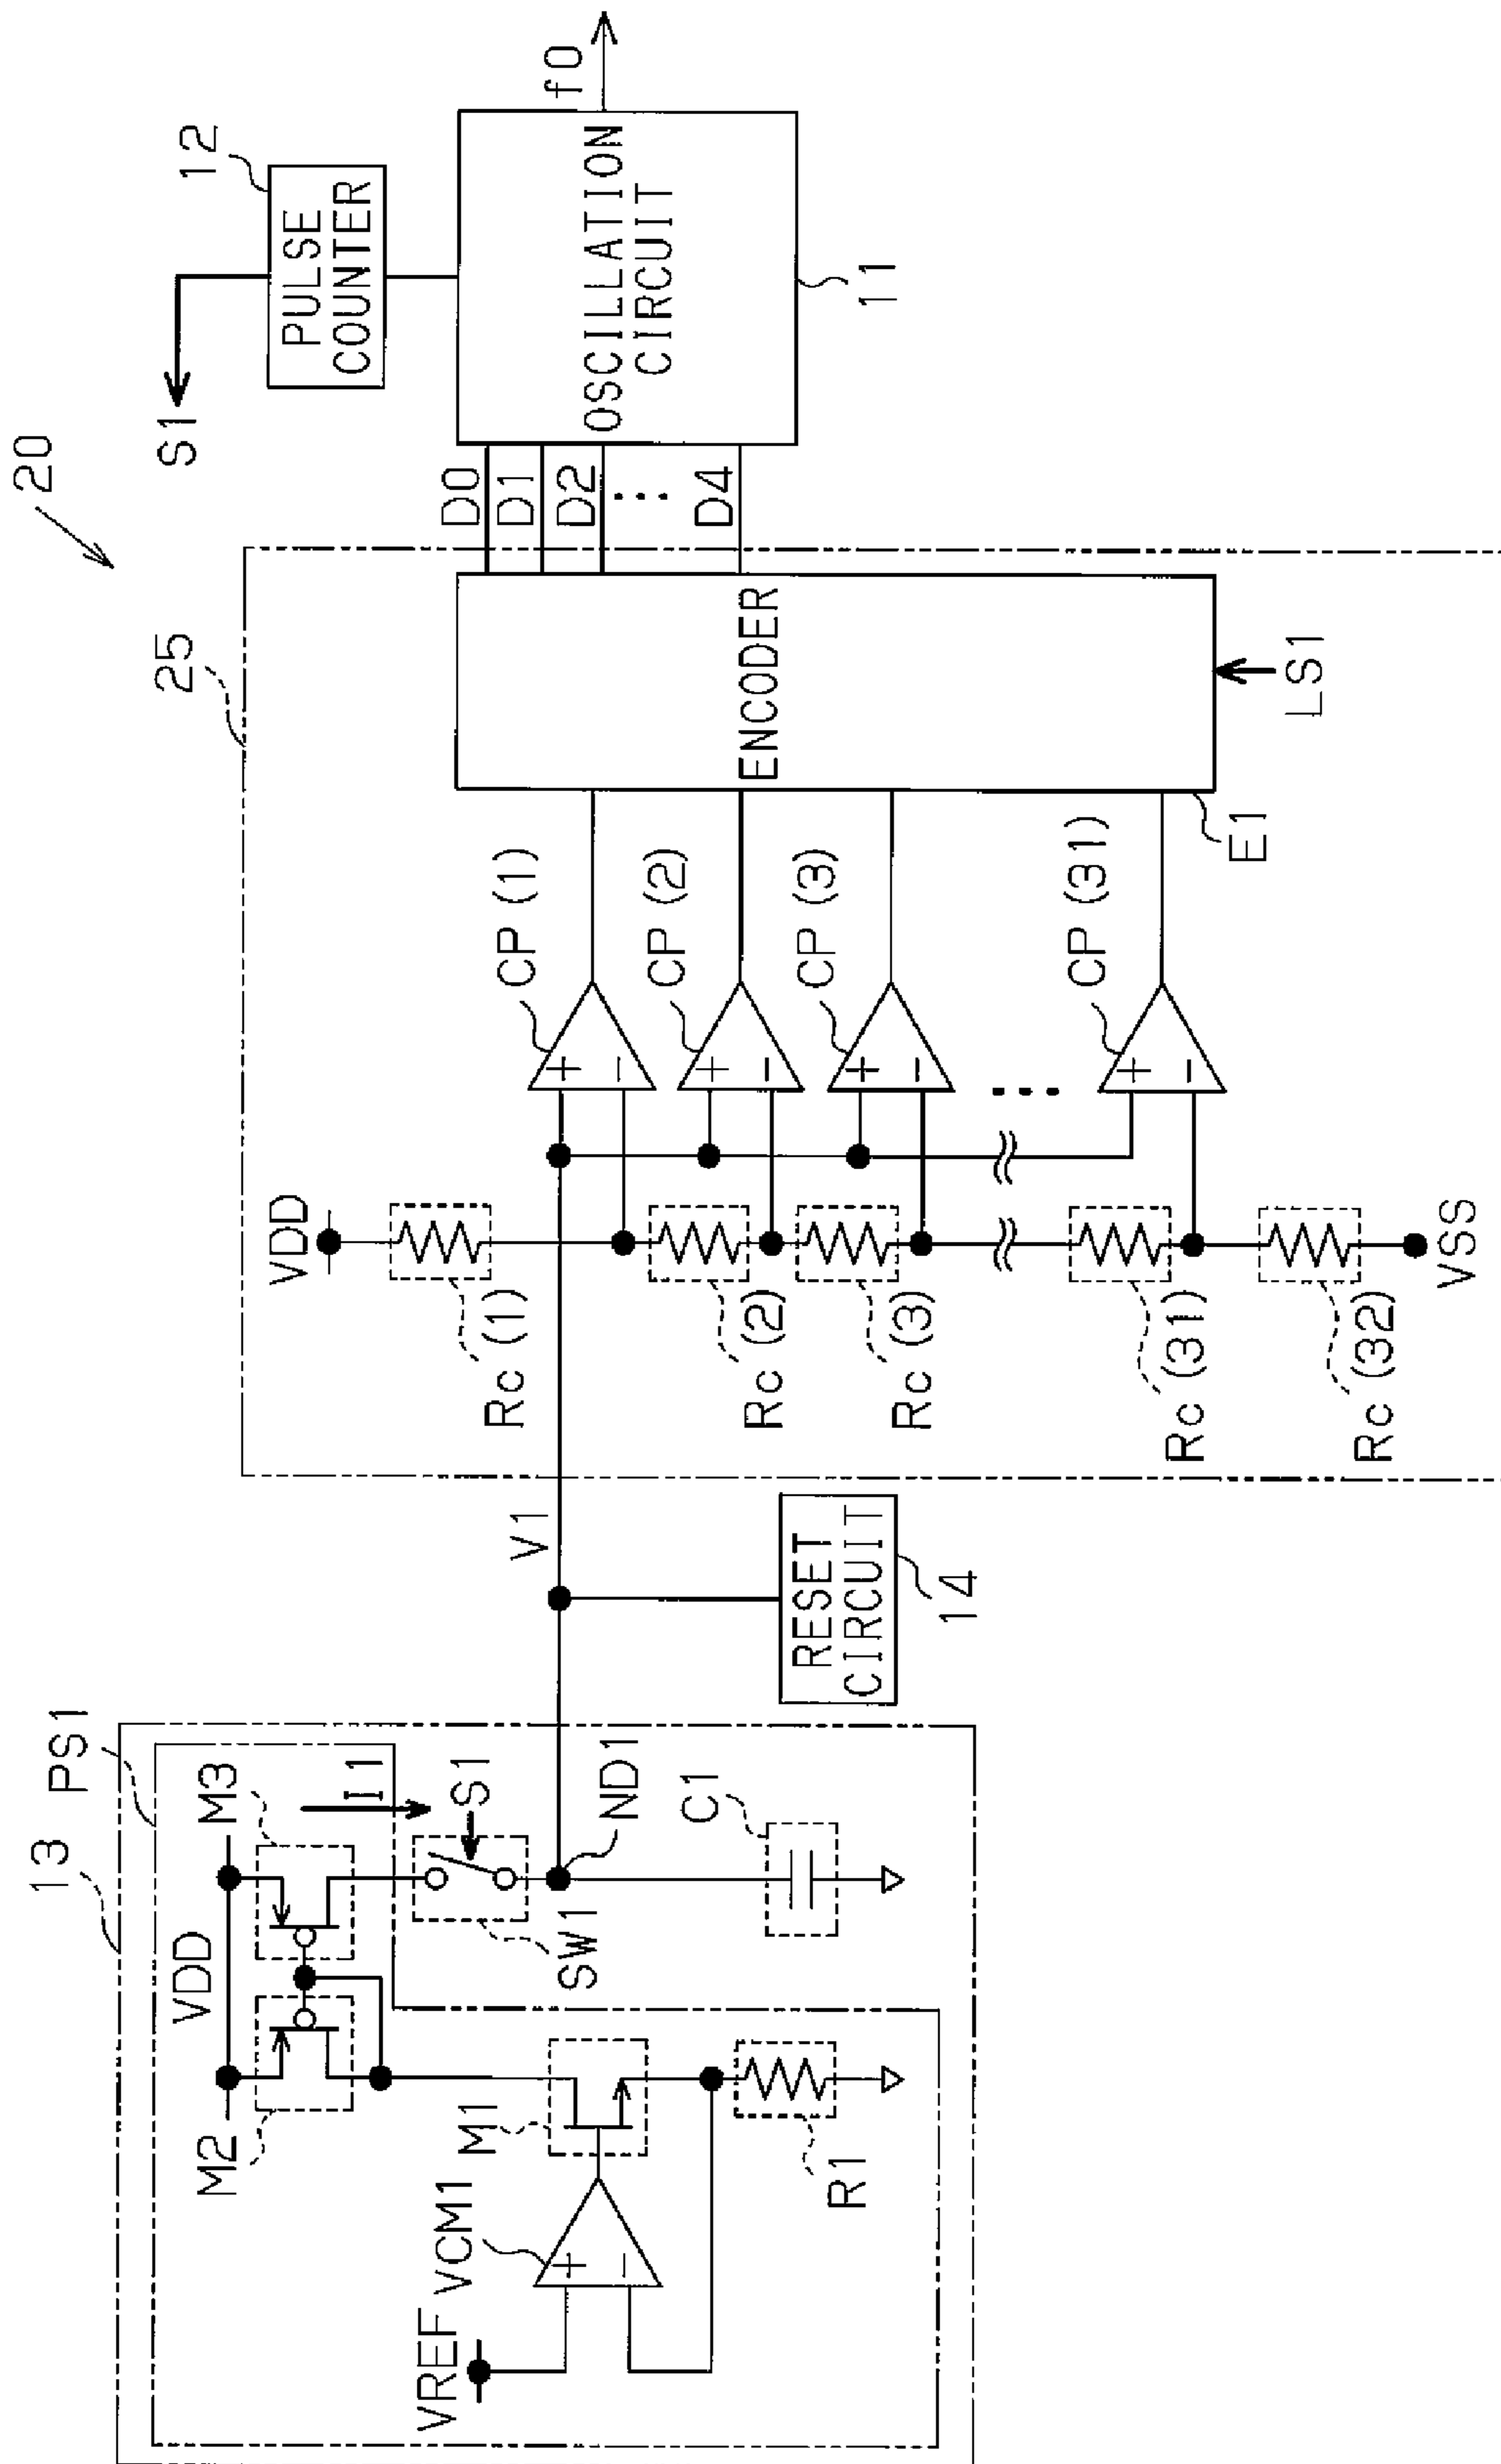 20
13
PS1
VDD
M2
M3
I1
S1
SW1
ND1
C1
VREF
VCM1
M1
R1
V1
RESET
CIRCUIT
14
25
VDD
Rc (1)
Rc (2)
Rc (3)
Rc (31)
Rc (32)
VSS
CP (1)
CP (2)
CP (3)
CP (31)
+
−
+
−
+
−
+
−
+
−
ENCODER
E1
LS1
D0
D1
D2
D4
S1
PULSE
COUNTER
12
OSCILLATION
CIRCUIT
11
f0